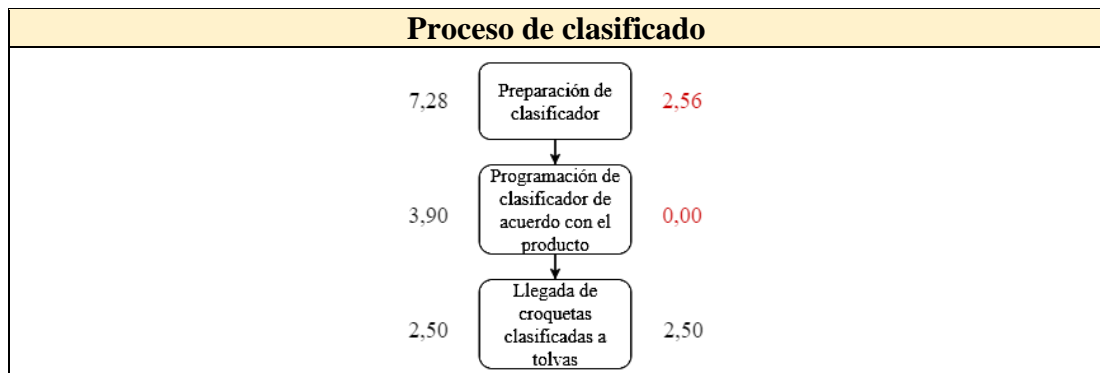 Proceso de clasificado
7,28
Preparación de
clasificador
2,56
3,90
Programación de
clasificador de
acuerdo con el
producto
0,00
2,50
Llegada de
croquetas
clasificadas a
tolvas
2,50